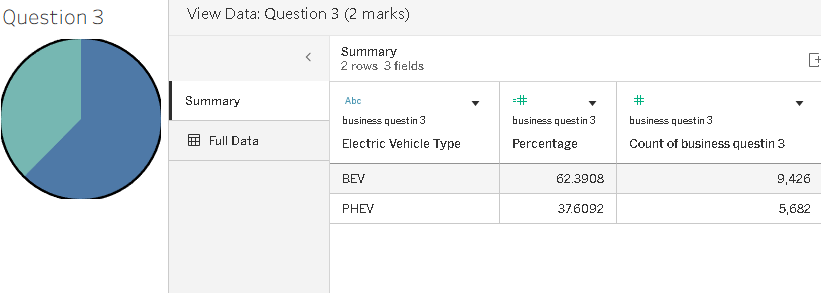 Question 3
View Data: Question 3 (2 marks)
Summary
2 rows 3 fields
Summary
Full Data
Abc
business questin 3
Electric Vehicle Type
=#
business questin 3
Percentage
#
business questin 3
Count of business questin 3
BEV 62.3908 9,426
PHEV 37.6092 5,682